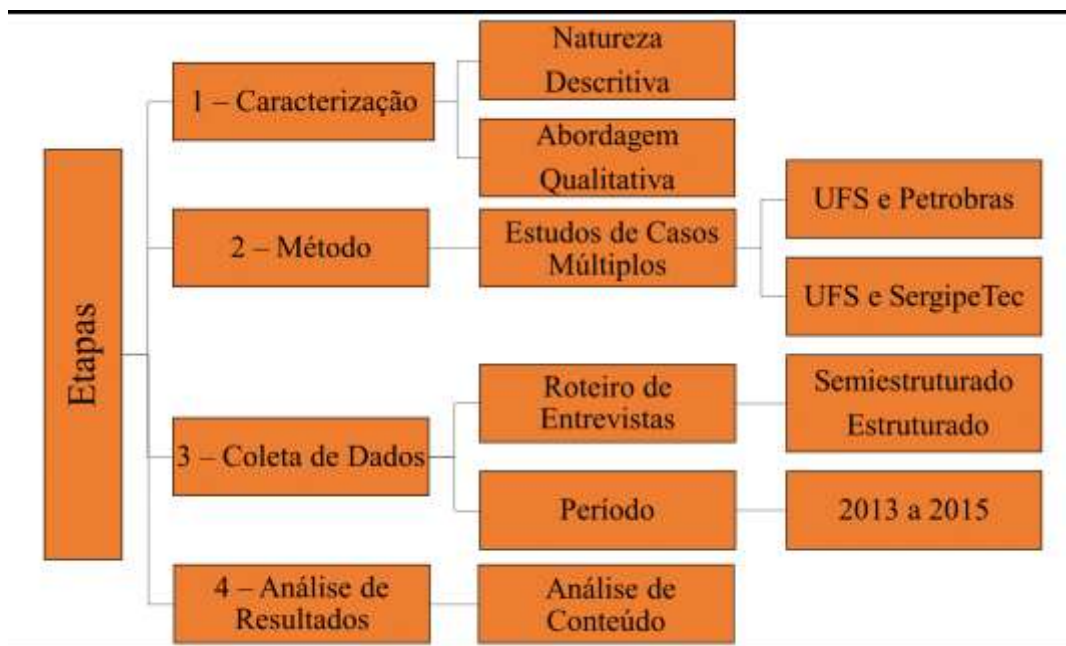 Etapas
1 – Caracterização
Natureza
Descritiva
Abordagem
Qualitativa
2 – Método
Estudos de Casos
Múltiplos
UFS e Petrobras
UFS e SergipeTec
3 – Coleta de Dados
Roteiro de
Entrevistas
Semiestruturado
Estruturado
Período
2013 a 2015
4 – Análise de
Resultados
Análise de
Conteúdo